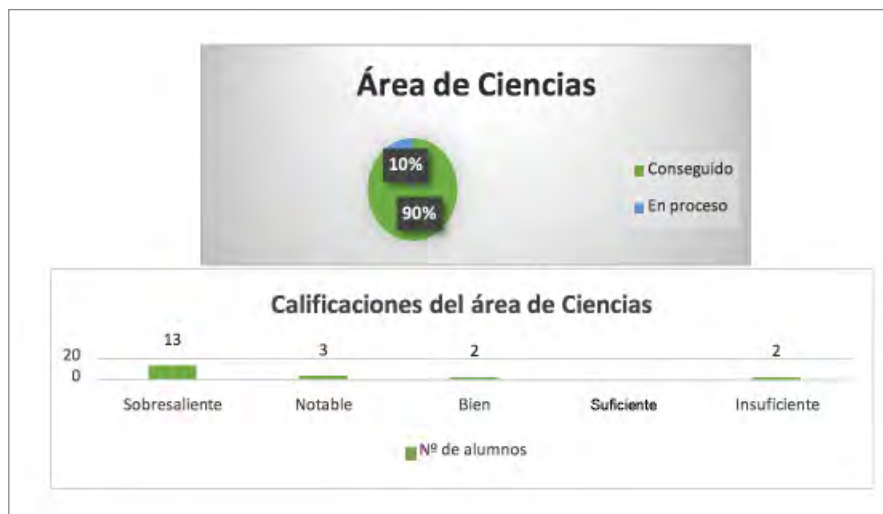 Área de Ciencias
10%
90%
Conseguido
En proceso
Calificaciones del área de Ciencias
13 3 2 2
20
0
Sobresaliente Notable Bien Suficiente Insuficiente
Nº de alumnos